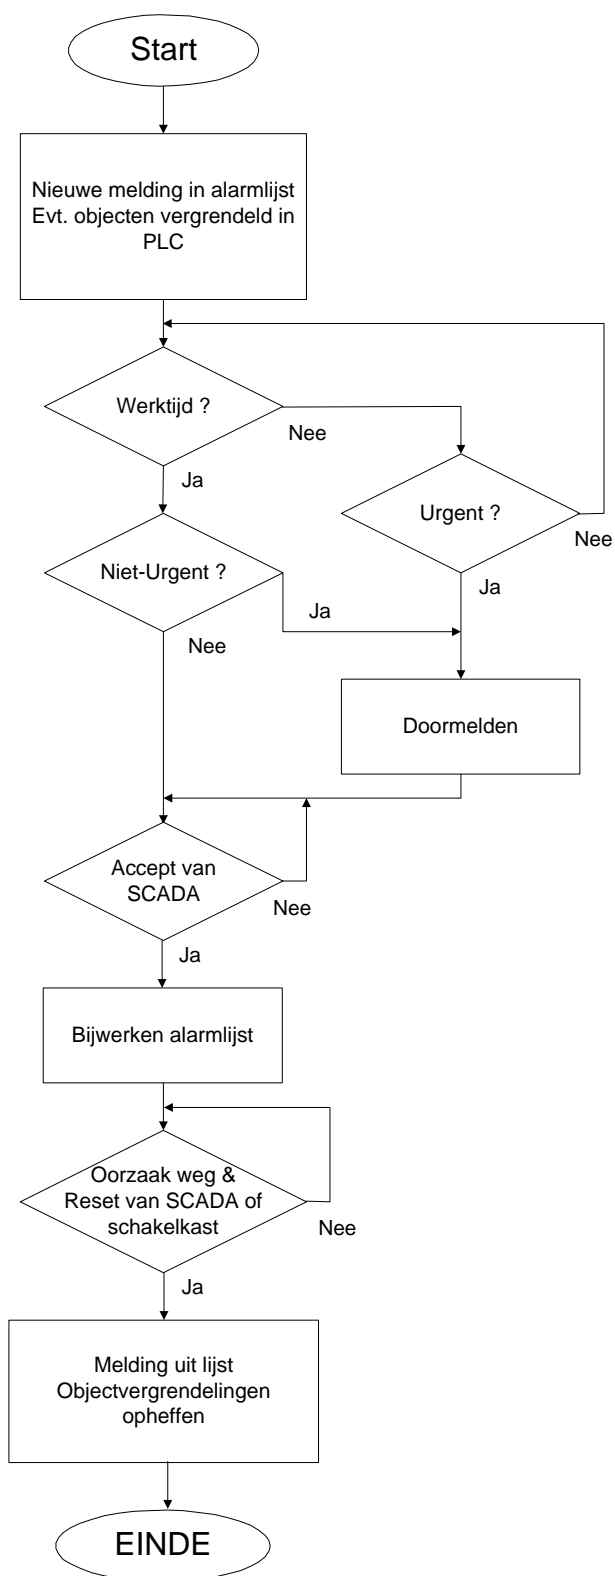 Start
Nieuwe melding in alarmlijst
Evt. objecten vergrendeld in
PLC
Werktijd ?
Nee
Ja
Urgent ?
Nee
Niet-Urgent ?
Ja
Ja
Nee
Doormelden
Accept van
SCADA
Nee
Ja
Bijwerken alarmlijst
Oorzaak weg &
Reset van SCADA of
schakelkast
Nee
Ja
Melding uit lijst
Objectvergrendelingen
opheffen
EINDE